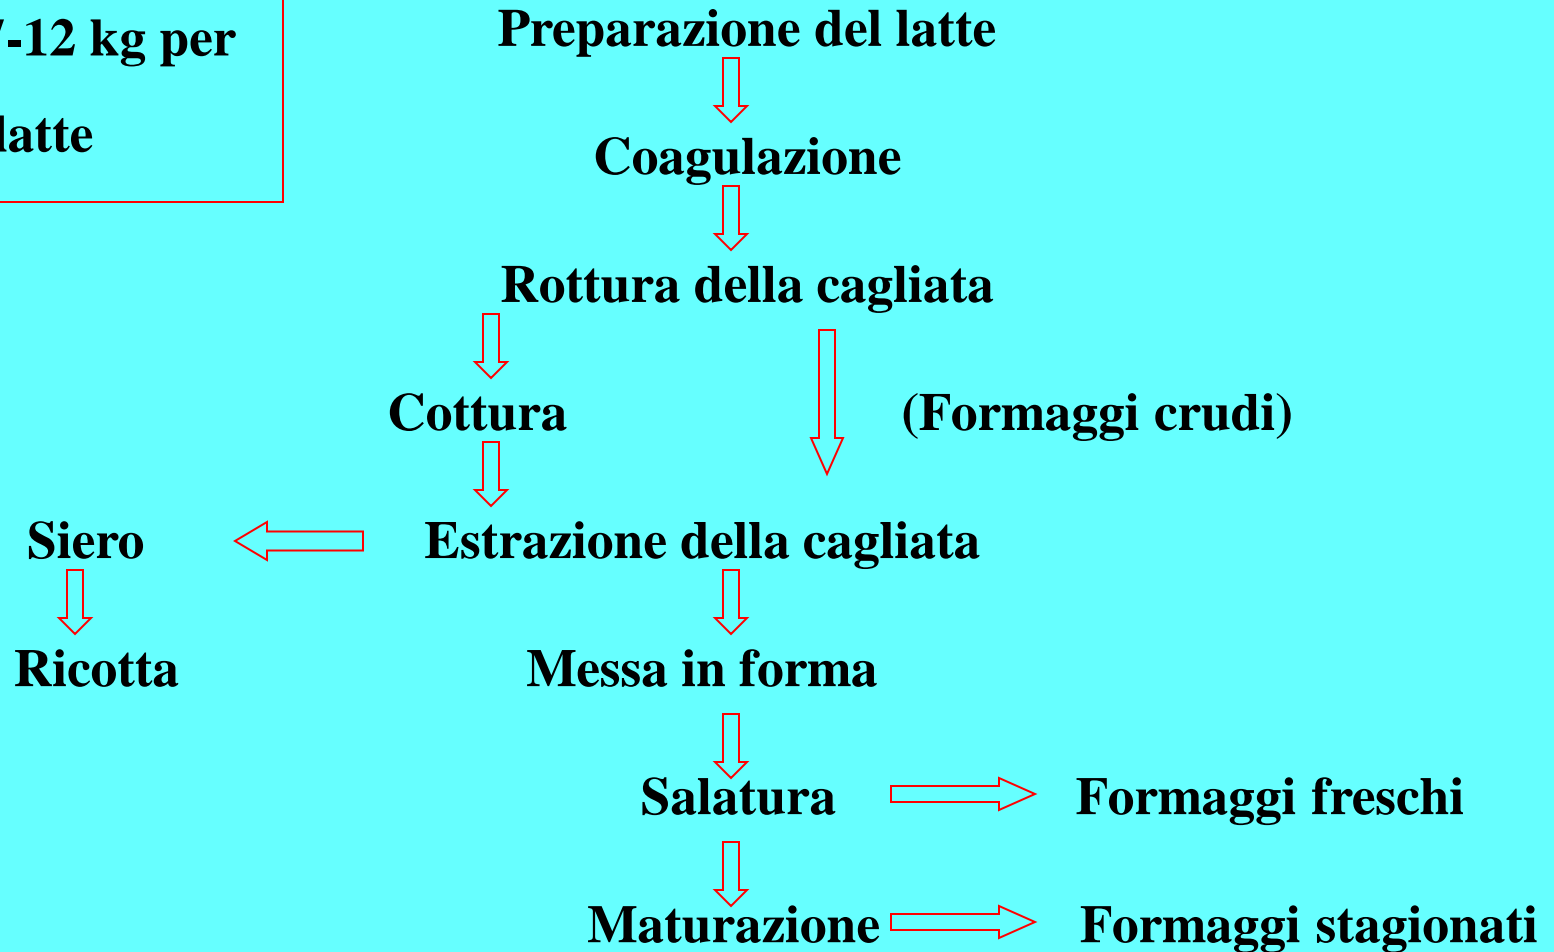 -12 kg per
latte
Preparazione del latte
Coagulazione
Rottura della cagliata
Cottura
(Formaggi crudi)
Siero
Estrazione della cagliata
Ricotta
Messa in forma
Salatura
Formaggi freschi
Maturazione
Formaggi stagionati